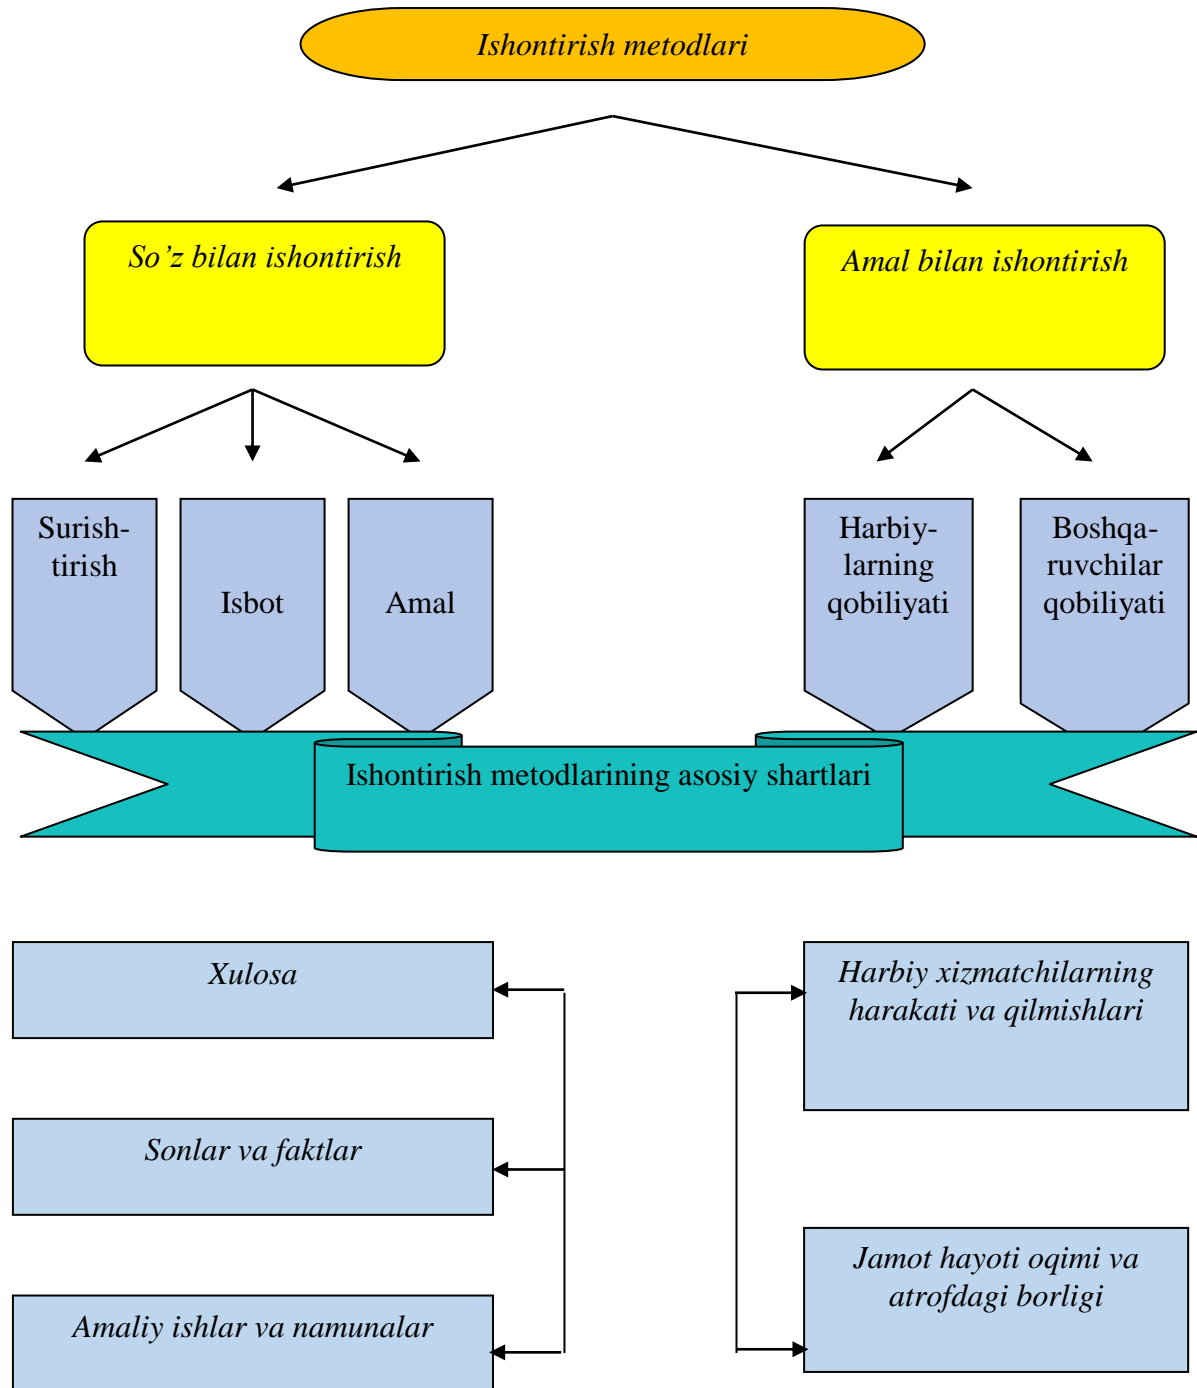 Ishontirish metodlari
So’z bilan ishontirish
Amal bilan ishontirish
Surish-
tirish
Isbot
Amal
Harbiy-
larning
qobiliyati
Boshqa-
ruvchilar
qobiliyati
Ishontirish metodlarining asosiy shartlari
Xulosa
Sonlar va faktlar
Amaliy ishlar va namunalar
Harbiy xizmatchilarning
harakati va qilmishlari
Jamot hayoti oqimi va
atrofdagi borligi